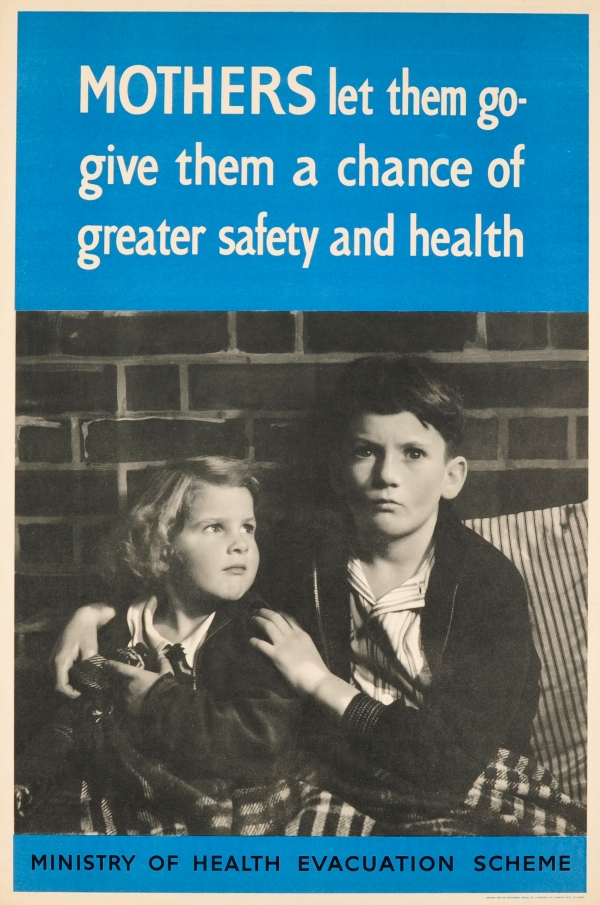 MOTHERS let them go-
give them a chance of
greater safety and health
MINISTRY OF HEALTH EVACUATION SCHEME